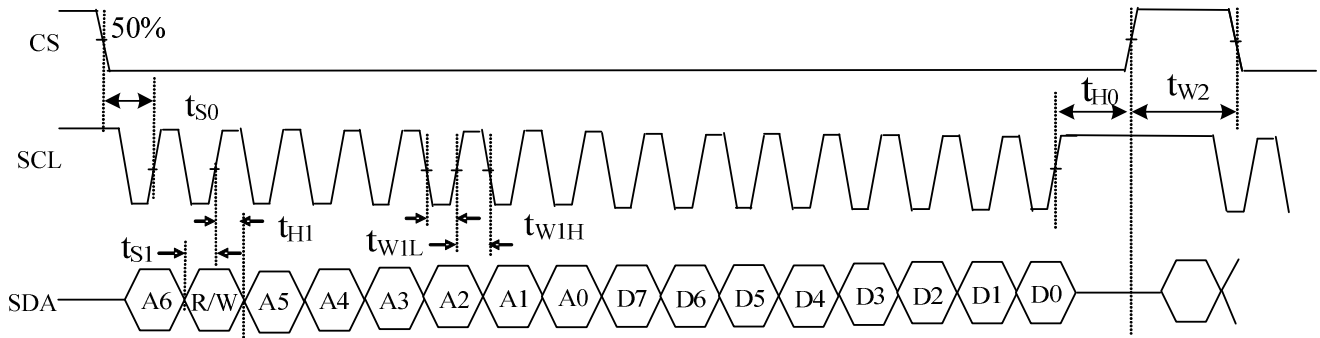 CS
50%
tS0
tH0
tW2
SCL
tS1
tH1
tW1L
tW1H
SDA
A6
R/W
A5
A4
A3
A2
A1
A0
D7
D6
D5
D4
D3
D2
D1
D0